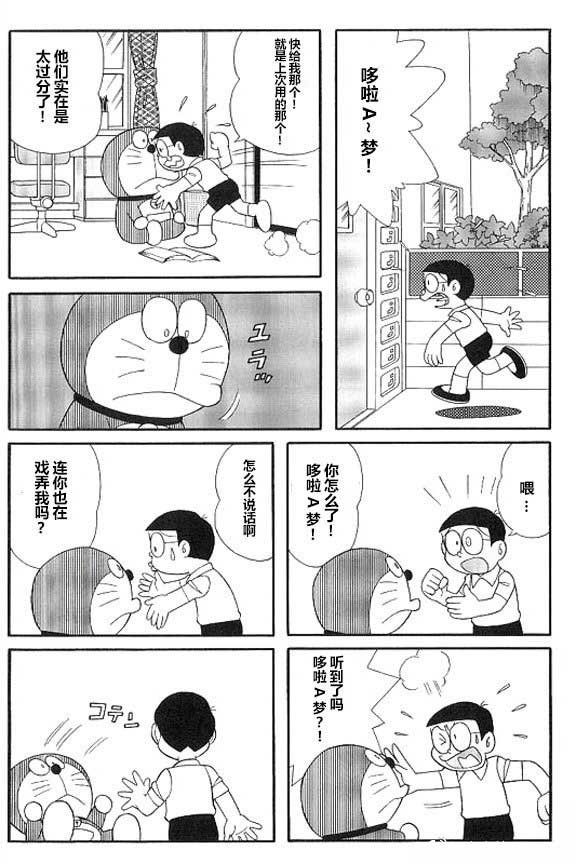 哆啦A~梦！
快给我那个！
就是上次用的那个！
他们实在是
太过分了！
ユラッ
喂…
你怎么了！
哆啦A梦！
怎么不说话啊
连你也在
戏弄我吗？
听到了吗
哆啦A梦？！
コテン